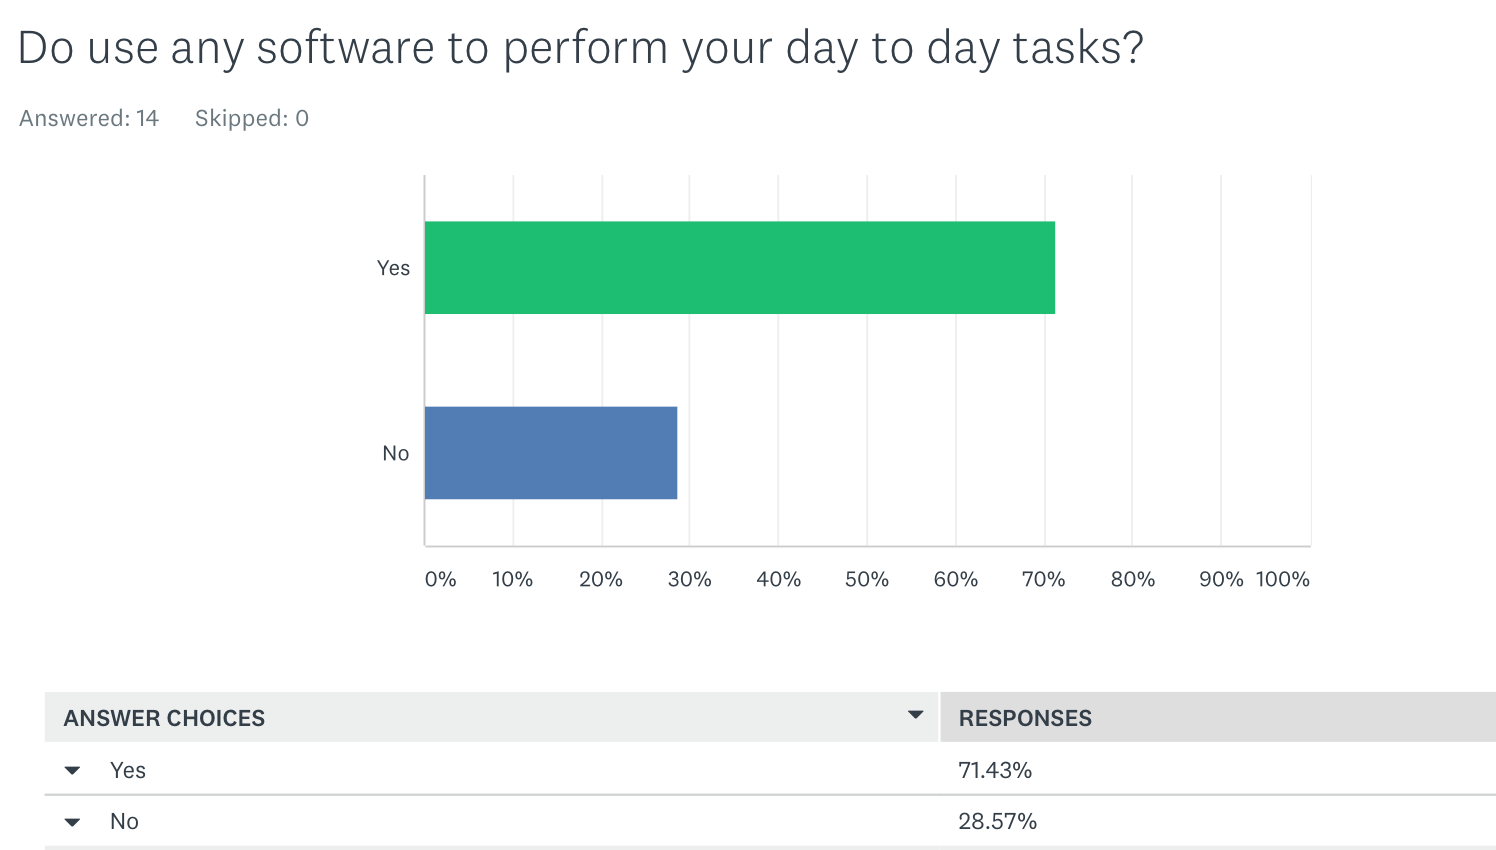 Do use any software to perform your day to day tasks?
Answered: 14 Skipped: 0
Yes
No
0% 10% 20% 30% 40% 50% 60% 70% 80% 90% 100%
ANSWER CHOICES RESPONSES
Yes 71.43%
No 28.57%